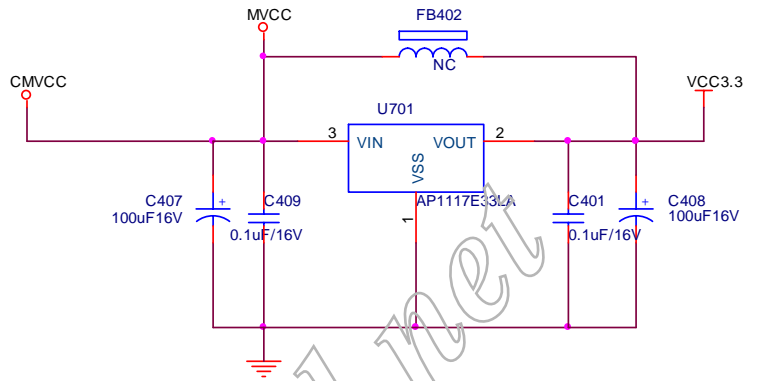 MVCC
FB402
NC
CMVCC
VCC3.3
U701
3
VIN
VOUT
2
VSS
AP1117E33LA
1
C407
100uF16V
C409
0.1uF/16V
C401
0.1uF/16V
C408
100uF16V
+
+
l.net